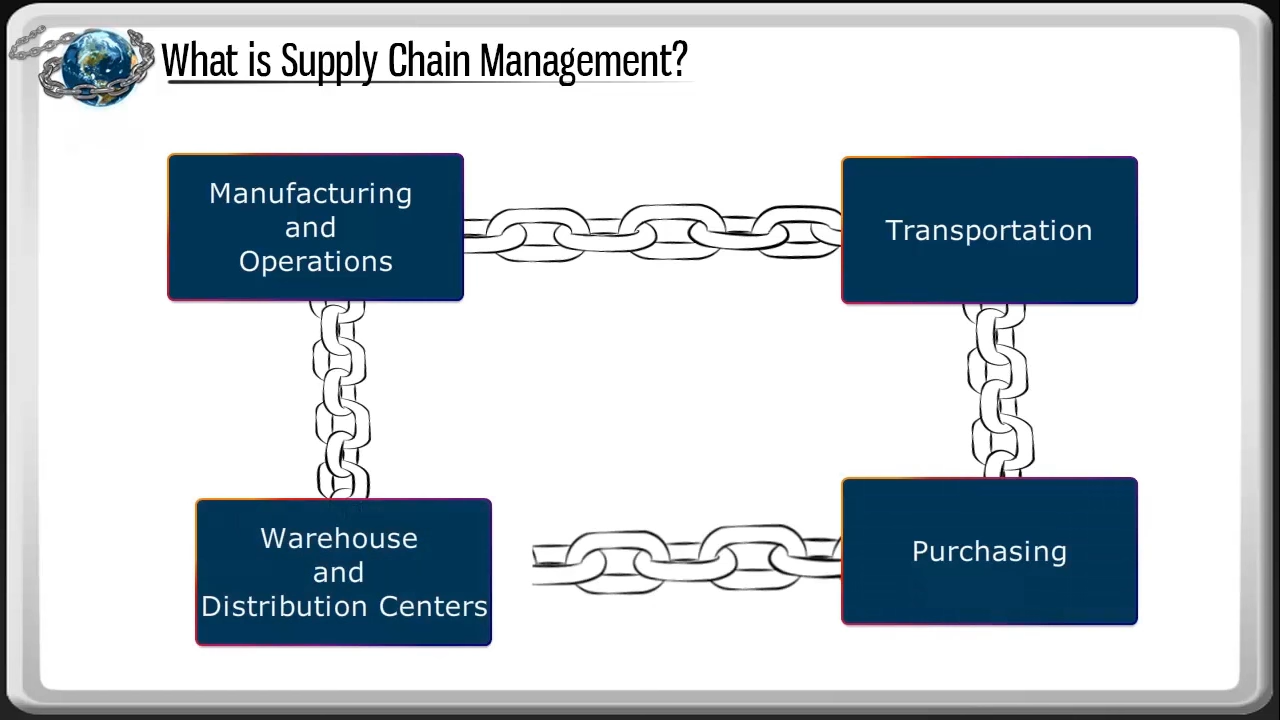 What is Supply Chain Management?
Manufacturing
and
Operations
Transportation
Warehouse
and
Distribution Centers
Purchasing